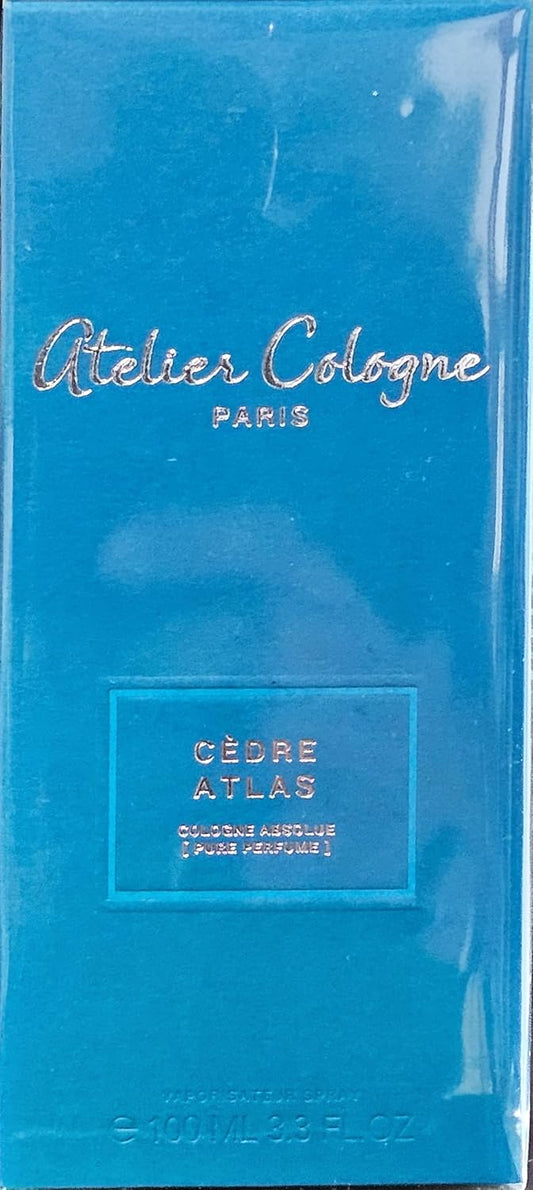 Atelier Cologne
PARIS
CÈDRE
ATLAS
COLOGNE ABSOLUE
[ PURE PERFUME ]
VAPORISATEUR SPRAY
℮ 100 ML 3.3 FL.OZ